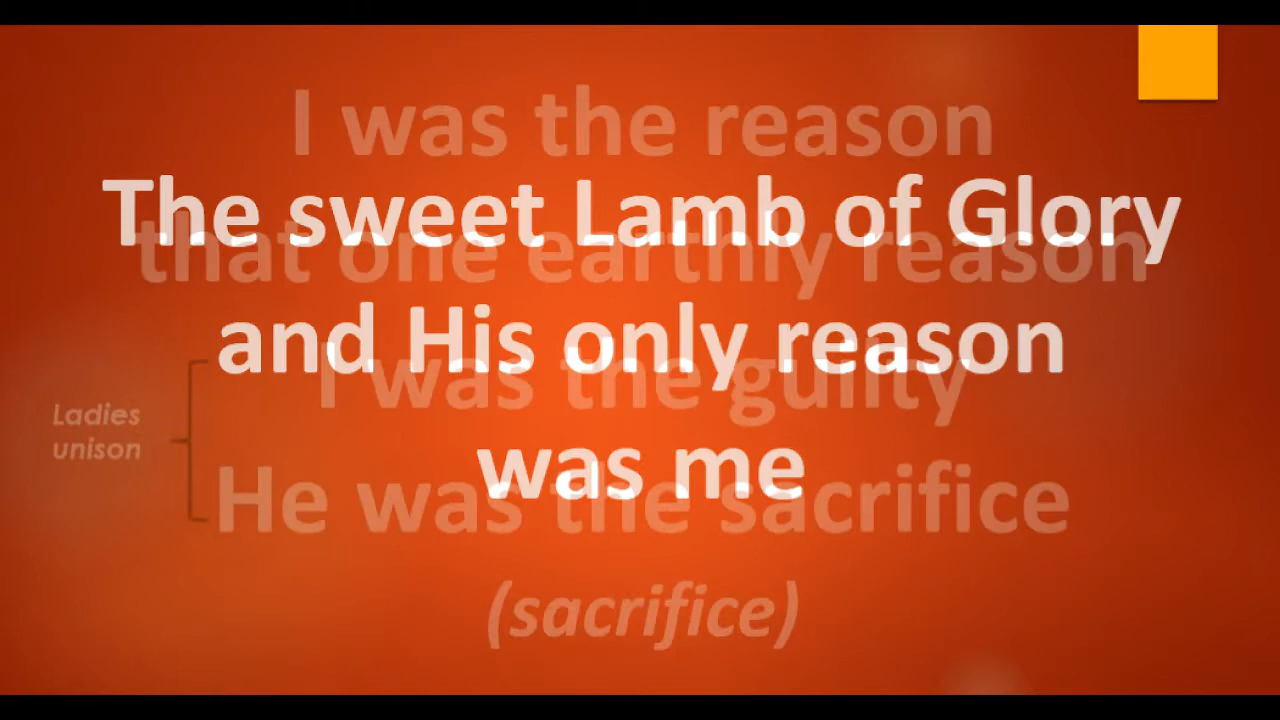 I was the reason
The sweet Lamb of Glory
that one earthly reason
and His only reason
I was the guilty
Ladies
unison
was me
He was the sacrifice
(sacrifice)